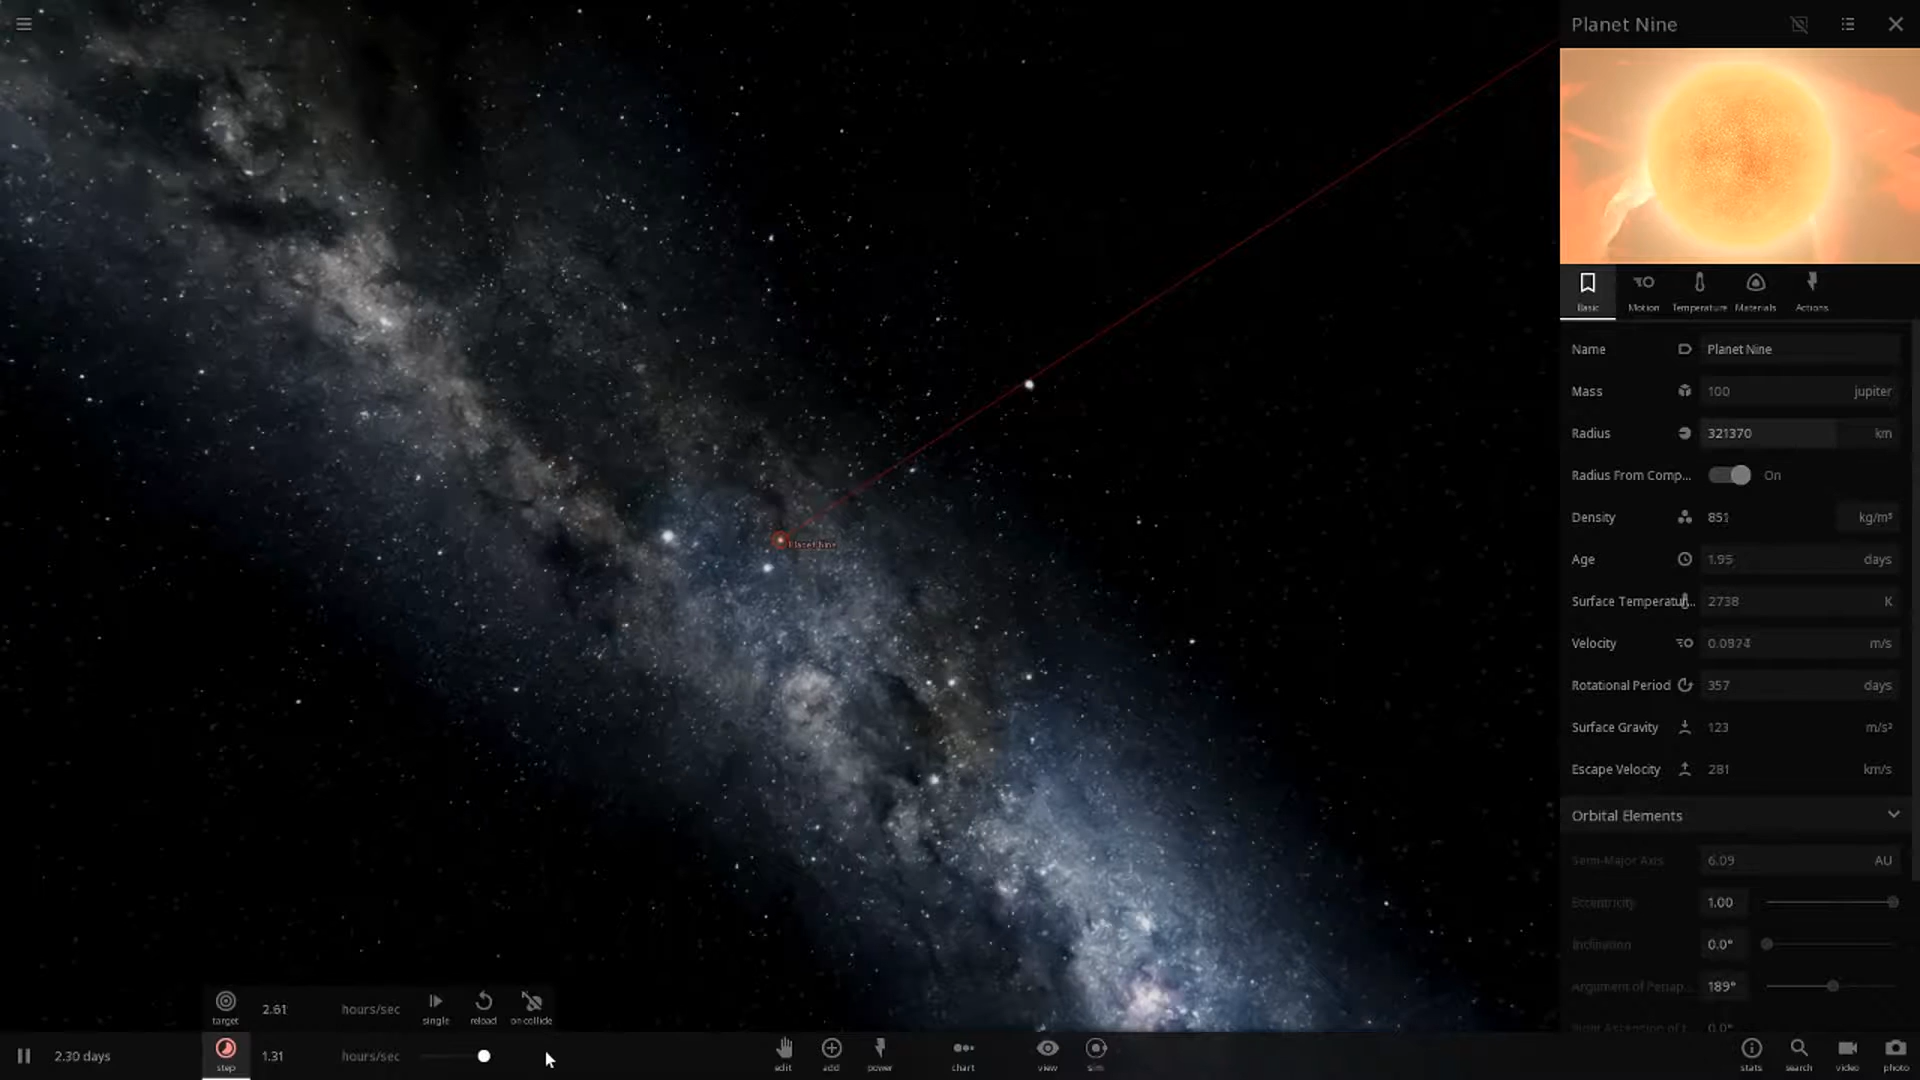 Planet Nine
Basic
Motion
Temperature
Materials
Actions
Name Planet Nine
Mass 100 jupiter
Radius 321370 km
Radius From Comp... On
Density 851 kg/m³
Age 1.95 days
Surface Temperatur... 2738 K
Velocity m/s
Rotational Period 357 days
Surface Gravity 123 m/s²
Escape Velocity 281 km/s
Orbital Elements
Semi-Major Axis 6.09 AU
Eccentricity 1.00
Inclination 0.0°
Argument of Periap... 189°
0.0°
Planet Nine
target 2.61 hours/sec single reload on collide
2.30 days step 1.31 hours/sec
edit add power chart view sim
stats search video photo